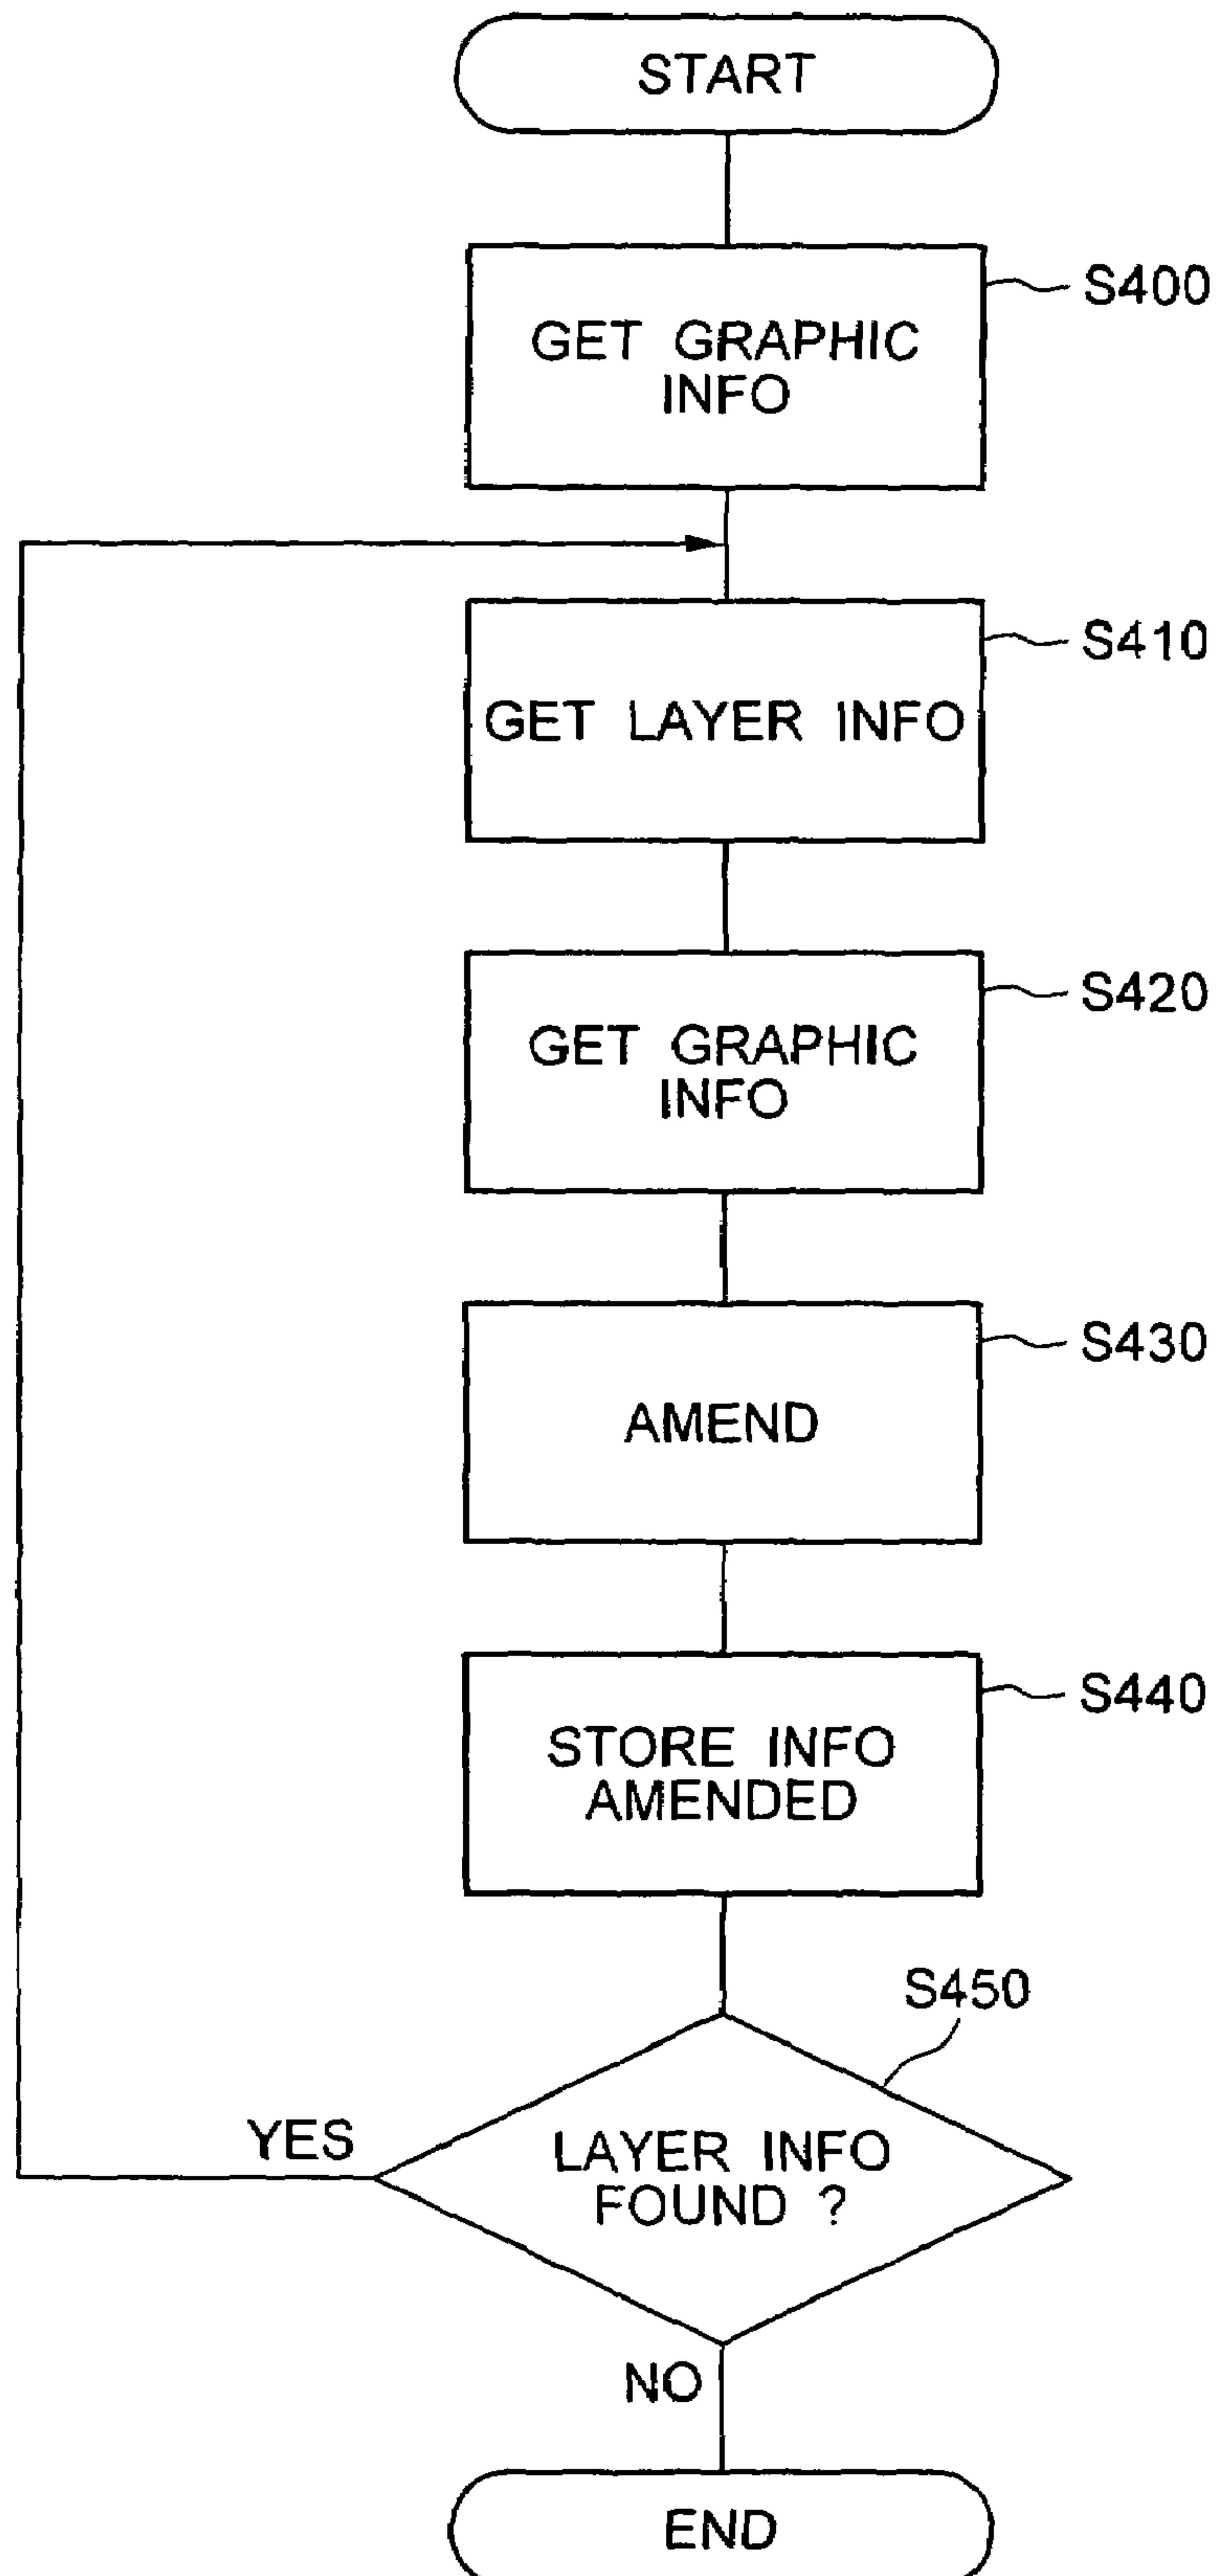 START
S400
GET GRAPHIC
INFO
S410
GET LAYER INFO
S420
GET GRAPHIC
INFO
S430
AMEND
S440
STORE INFO
AMENDED
S450
YES
LAYER INFO
FOUND ?
NO
END